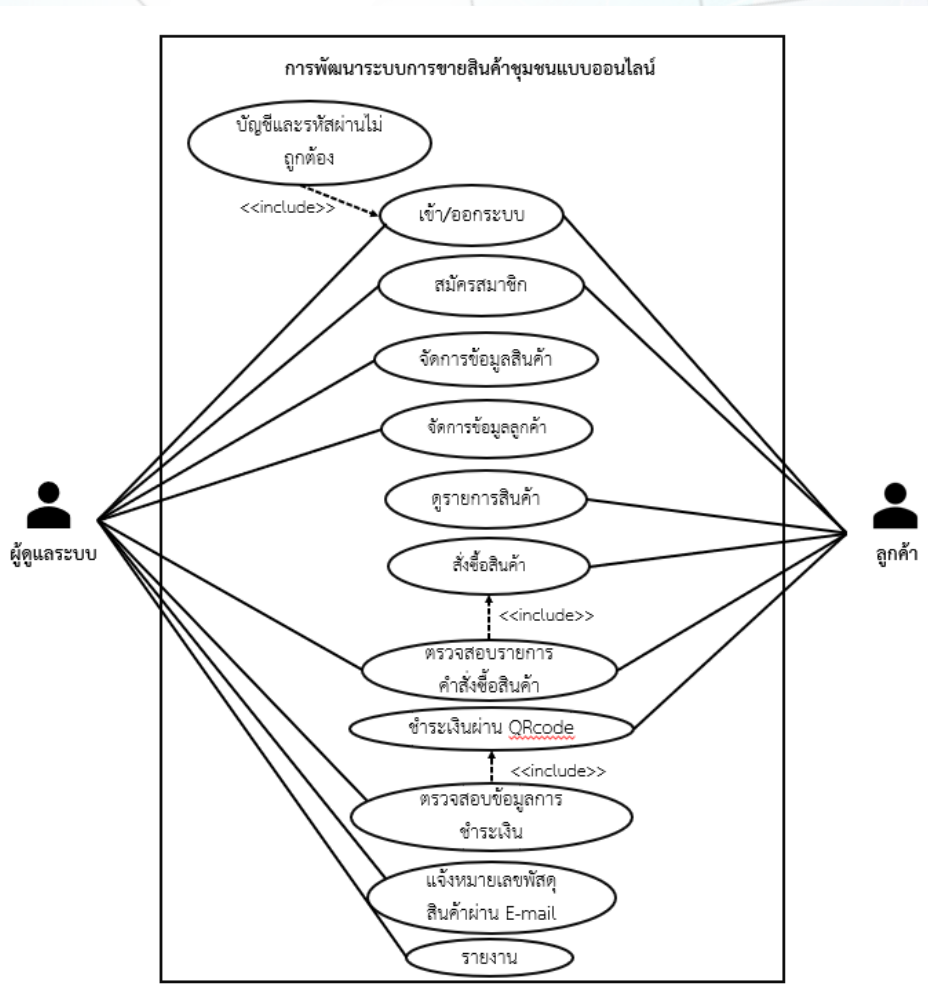 การพัฒนาระบบการขายสินค้าชุมชนแบบออนไลน์
บัญชีและรหัสผ่านไม่
ถูกต้อง
<<include>>
เข้า/ออกระบบ
สมัครสมาชิก
จัดการข้อมูลสินค้า
จัดการข้อมูลลูกค้า
ดูรายการสินค้า
ผู้ดูแลระบบ
ลูกค้า
สั่งซื้อสินค้า
<<include>>
ตรวจสอบรายการ
คำสั่งซื้อสินค้า
ชำระเงินผ่าน QRcode
<<include>>
ตรวจสอบข้อมูลการ
ชำระเงิน
แจ้งหมายเลขพัสดุ
สินค้าผ่าน E-mail
รายงาน